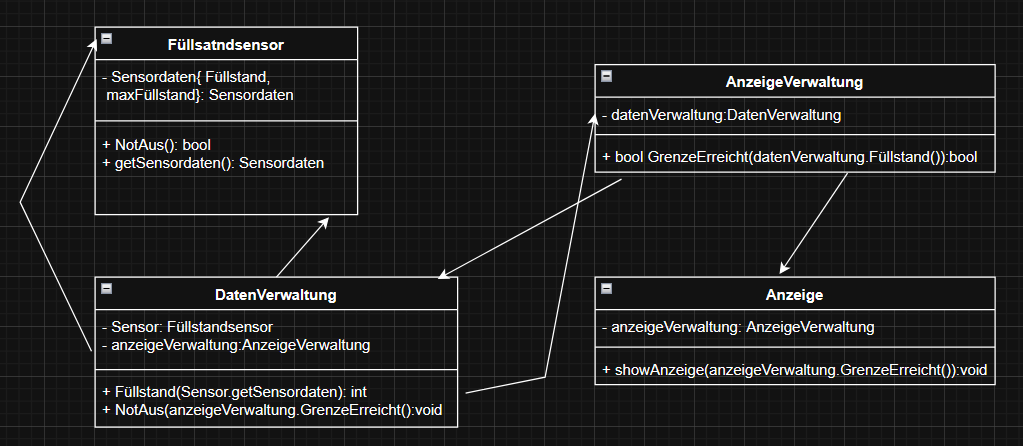 Füllsatndsensor
- Sensordaten{ Füllstand,
maxFüllstand}: Sensordaten
+ NotAus(): bool
+ getSensordaten(): Sensordaten
AnzeigeVerwaltung
- datenVerwaltung:DatenVerwaltung
+ bool GrenzeErreicht(datenVerwaltung.Füllstand()):bool
DatenVerwaltung
- Sensor: Füllstandsensor
- anzeigeVerwaltung:AnzeigeVerwaltung
+ Füllstand(Sensor.getSensordaten): int
+ NotAus(anzeigeVerwaltung.GrenzeErreicht():void
Anzeige
- anzeigeVerwaltung: AnzeigeVerwaltung
+ showAnzeige(anzeigeVerwaltung.GrenzeErreicht()):void